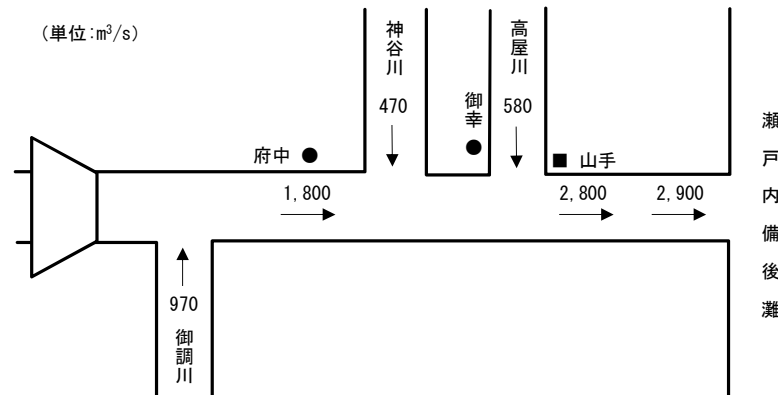 (単位:m³/s)
神谷川
470
高屋川
580
御幸
府中
山手
1,800
2,800
2,900
970
御調川
瀬戸内備後灘